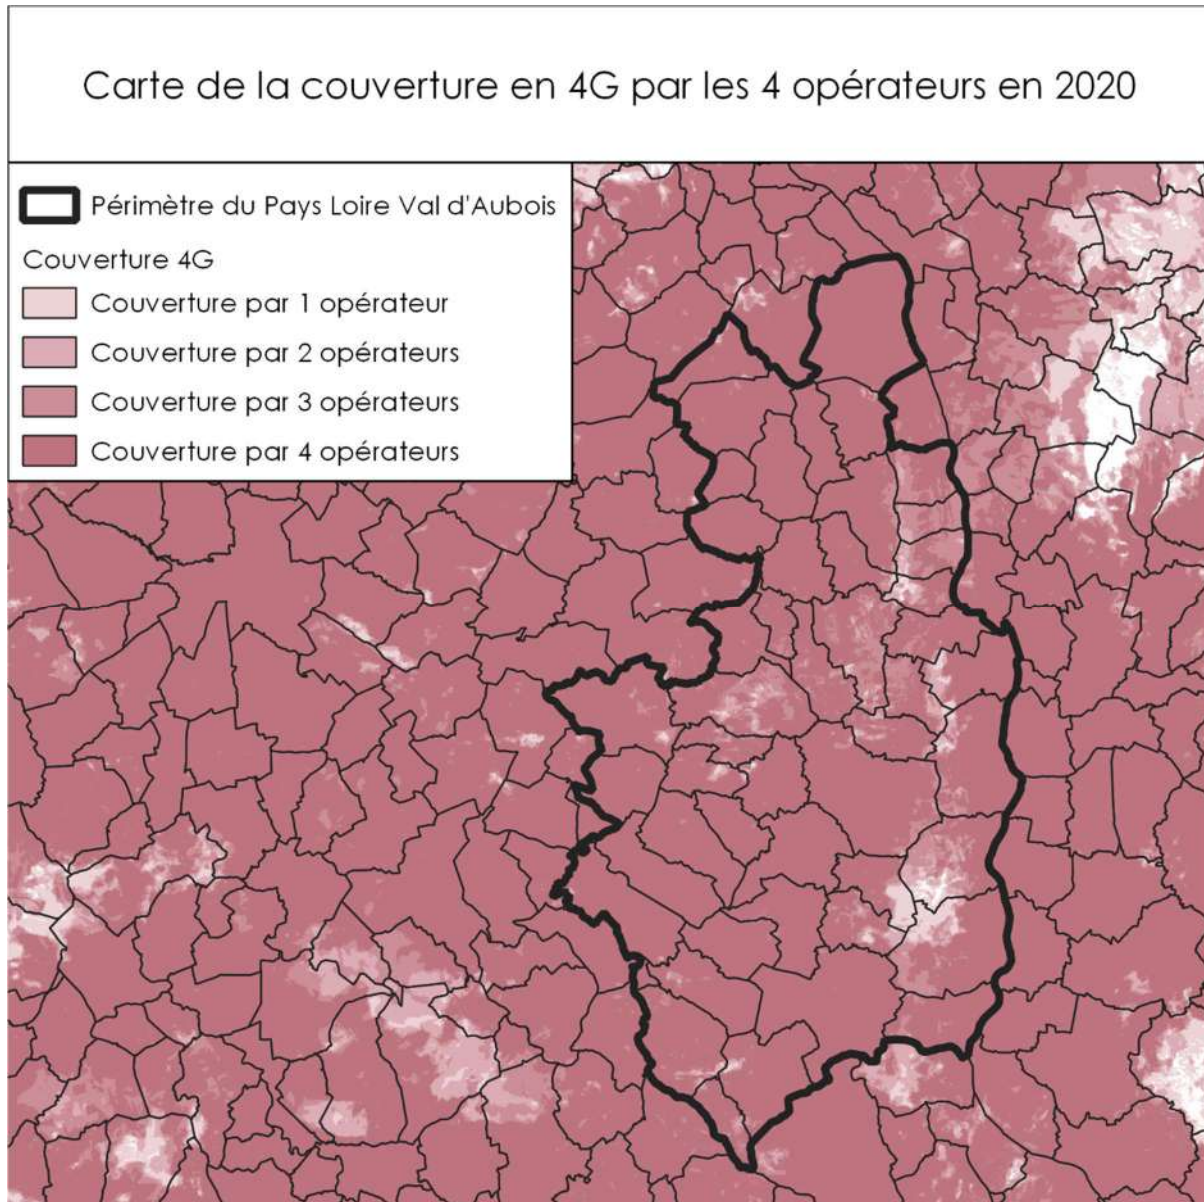 Carte de la couverture en 4G par les 4 opérateurs en 2020
Périmètre du Pays Loire Val d'Aubois
Couverture 4G
Couverture par 1 opérateur
Couverture par 2 opérateurs
Couverture par 3 opérateurs
Couverture par 4 opérateurs